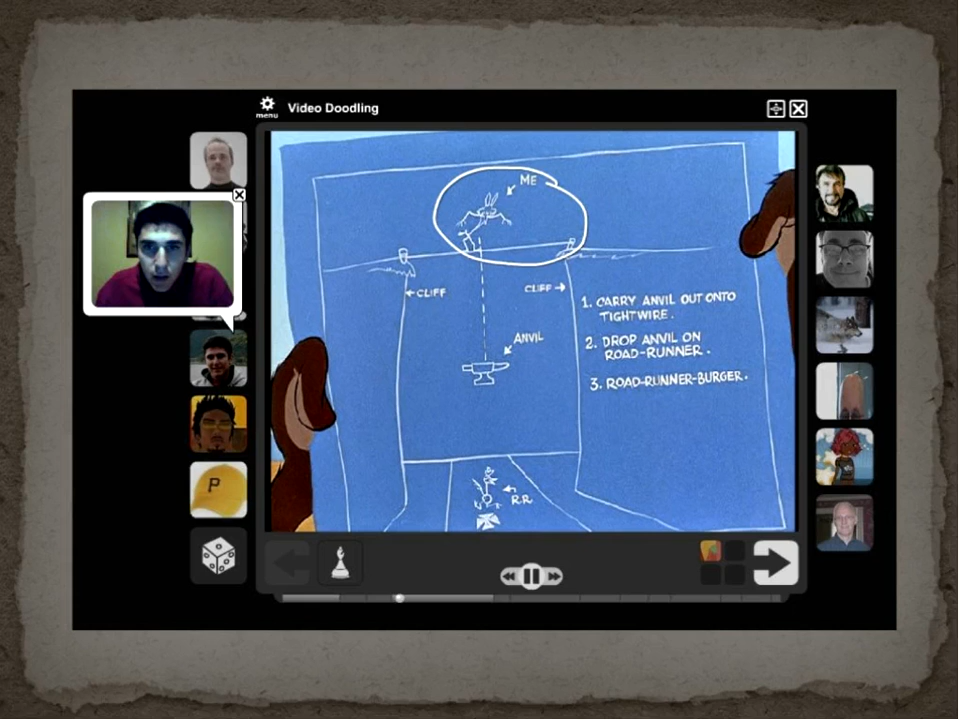 menu Video Doodling
ME
CLIFF
CLIFF
1. CARRY ANVIL OUT ONTO
TIGHTWIRE.
ANVIL
2. DROP ANVIL ON
ROAD-RUNNER.
3. ROAD-RUNNER-BURGER.
P
R.R.